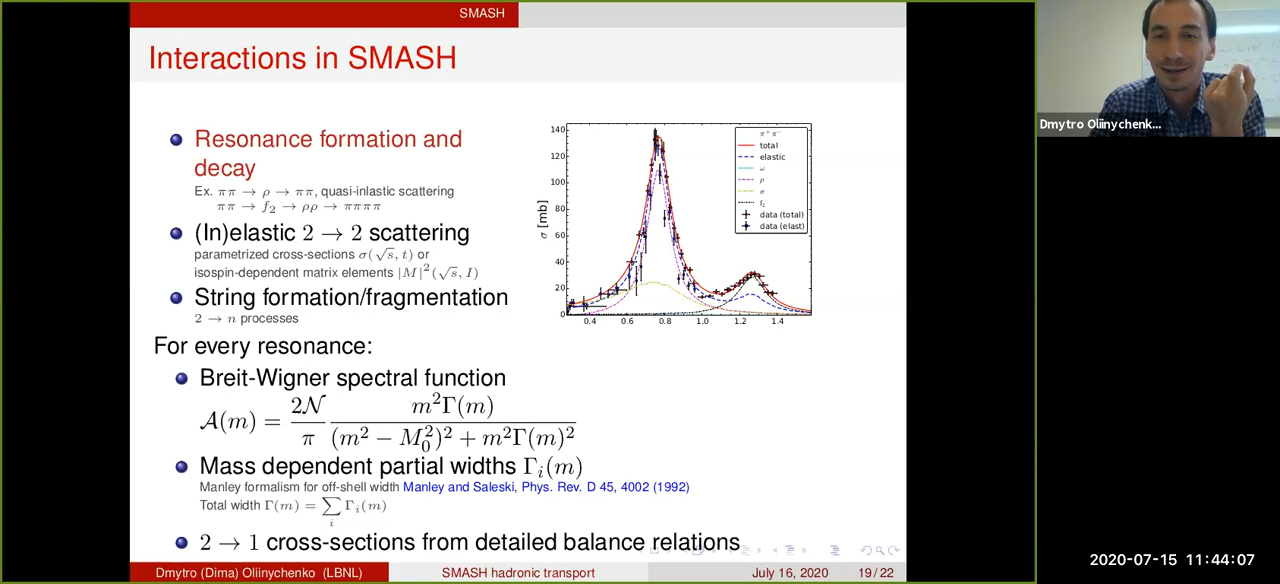 SMASH
Interactions in SMASH
Resonance formation and
decay
Ex. ππ → ρ → ππ, quasi-inlastic scattering
ππ → f₂ → ρρ → ππππ
(In)elastic 2 → 2 scattering
parametrized cross-sections σ(√s, t) or
isospin-dependent matrix elements |M|²(√s, I)
String formation/fragmentation
2 → n processes
σ [mb]
140
120
100
80
60
40
20
0
0.4 0.6 0.8 1.0 1.2 1.4
π⁺π⁻
total
elastic
ω
ρ
σ
f₂
data (total)
data (elast)
For every resonance:
Breit-Wigner spectral function
𝒜(m) = 2𝒩/π m²Γ(m)/((m² − M₀²)² + m²Γ(m)²)
Mass dependent partial widths Γᵢ(m)
Manley formalism for off-shell width Manley and Saleski, Phys. Rev. D 45, 4002 (1992)
Total width Γ(m) = ∑ᵢ Γᵢ(m)
2 → 1 cross-sections from detailed balance relations
Dmytro (Dima) Oliinychenko (LBNL) SMASH hadronic transport July 16, 2020 19 / 22
Dmytro Oliinychenk...
2020-07-15 11:44:07